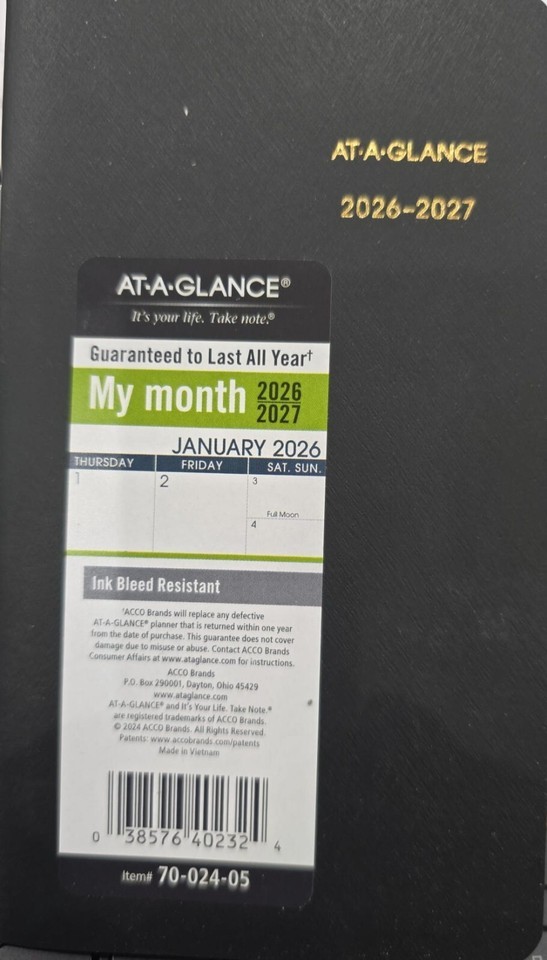 AT·A·GLANCE
2026-2027
AT·A·GLANCE®
It's your life. Take note.®
Guaranteed to Last All Year†
My month 2026
2027
JANUARY 2026
THURSDAY FRIDAY SAT. SUN.
1 2 3
Full Moon
4
Ink Bleed Resistant
†ACCO Brands will replace any defective
AT-A-GLANCE® planner that is returned within one year
from the date of purchase. This guarantee does not cover
damage due to misuse or abuse. Contact ACCO Brands
Consumer Affairs at www.ataglance.com for instructions.
ACCO Brands
P.O. Box 290001, Dayton, Ohio 45429
www.ataglance.com
AT-A-GLANCE® and It's Your Life. Take Note.®
are registered trademarks of ACCO Brands.
© 2024 ACCO Brands. All Rights Reserved.
Patents: www.accobrands.com/patents
Made in Vietnam
0 38576 40232 4
Item# 70-024-05